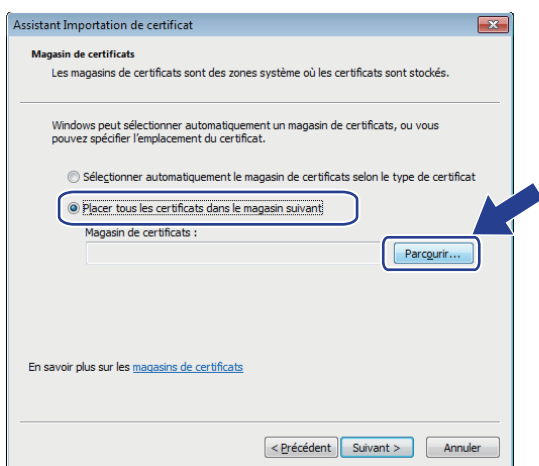 Assistant Importation de certificat
Magasin de certificats
Les magasins de certificats sont des zones système où les certificats sont stockés.
Windows peut sélectionner automatiquement un magasin de certificats, ou vous
pouvez spécifier l'emplacement du certificat.
Sélectionner automatiquement le magasin de certificats selon le type de certificat
Placer tous les certificats dans le magasin suivant
Magasin de certificats :
Parcourir...
En savoir plus sur les magasins de certificats
< Précédent Suivant > Annuler